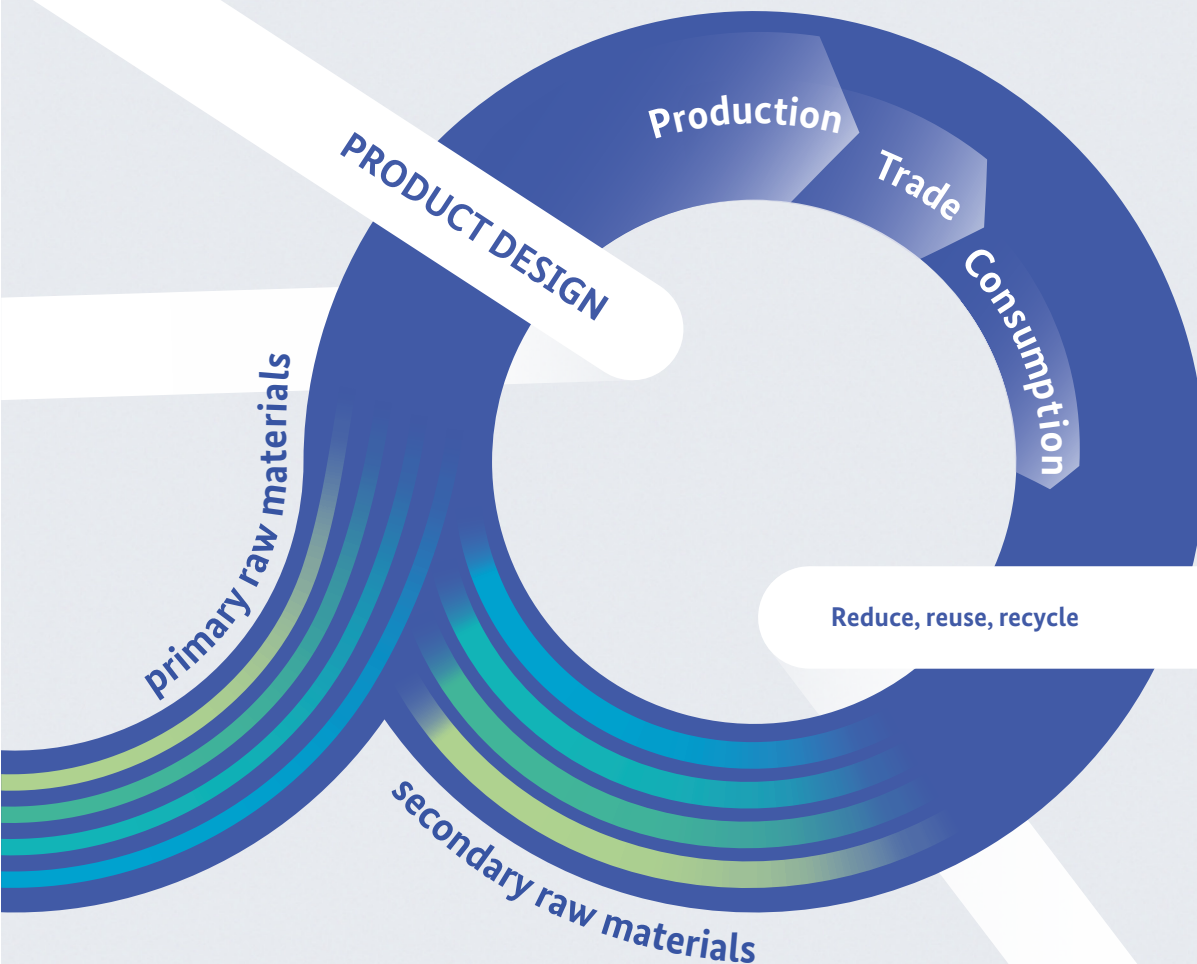 PRODUCT DESIGN
Production
Trade
Consumption
Reduce, reuse, recycle
primary raw materials
secondary raw materials